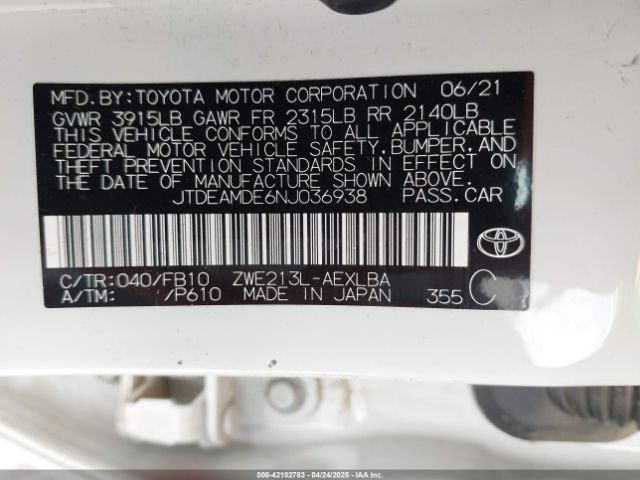 MFD. BY: TOYOTA MOTOR CORPORATION 06/21
GVWR 3915LB GAWR FR 2315LB RR 2140LB
THIS VEHICLE CONFORMS TO ALL APPLICABLE
FEDERAL MOTOR VEHICLE SAFETY, BUMPER, AND
THEFT PREVENTION STANDARDS IN EFFECT ON
THE DATE OF MANUFACTURE SHOWN ABOVE.
JTDEAMDE6NJ036938 PASS. CAR
C/TR: 040/FB10 ZWE213L-AEXLBA
A/TM: /P610 MADE IN JAPAN 355 C
000-42102783 - 04/24/2025 - IAAI.COM